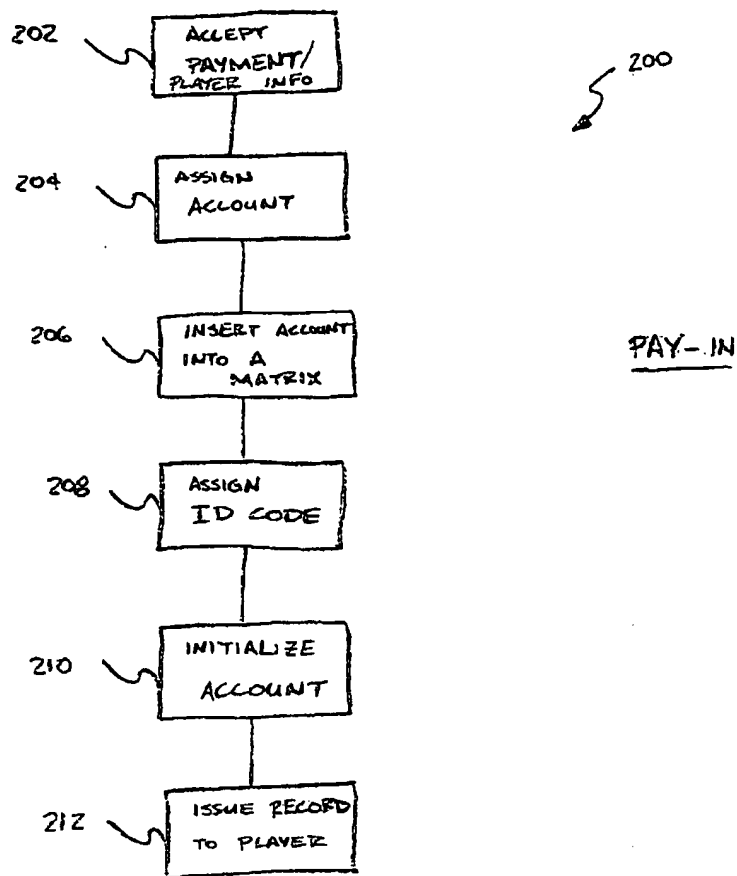 202
ACCEPT
PAYMENT/
PLAYER INFO
200
204
ASSIGN
ACCOUNT
206
INSERT ACCOUNT
INTO A
MATRIX
PAY-IN
208
ASSIGN
ID CODE
210
INITIALIZE
ACCOUNT
212
ISSUE RECORD
TO PLAYER